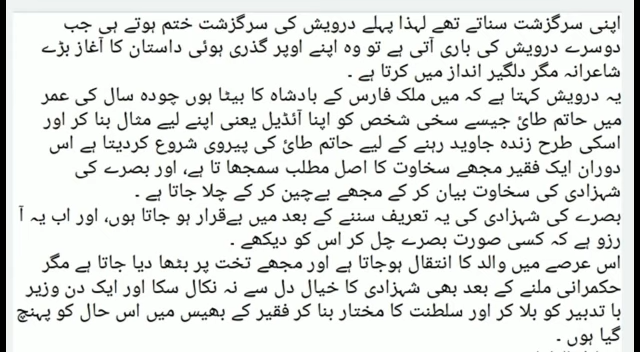 اپنی سرگزشت سناتے تھے لہذا پہلے درویش کی سرگزشت ختم ہوتے ہی جب
دوسرے درویش کی باری آتی ہے تو وہ اپنے اوپر گذری ہوئی داستان کا آغاز بڑے
شاعرانہ مگر دلگیر انداز میں کرتا ہے ۔
یہ درویش کہتا ہے کہ میں ملک فارس کے بادشاہ کا بیٹا ہوں چودہ سال کی عمر
میں حاتم طائ جیسے سخی شخص کو اپنا آئڈیل یعنی اپنے لیے مثال بنا کر اور
اسکی طرح زندہ جاوید رہنے کے لیے حاتم طائ کی پیروی شروع کردیتا ہے اس
دوران ایک فقیر مجھے سخاوت کا اصل مطلب سمجھا تا ہے، اور بصرے کی
شہزادی کی سخاوت بیان کر کے مجھے بےچین کر کے چلا جاتا ہے ۔
بصرے کی شہزادی کی یہ تعریف سننے کے بعد میں بےقرار ہو جاتا ہوں، اور اب یہ آ
رزو ہے کہ کسی صورت بصرے چل کر اس کو دیکھے ۔
اس عرصے میں والد کا انتقال ہوجاتا ہے اور مجھے تخت پر بٹھا دیا جاتا ہے مگر
حکمرانی ملنے کے بعد بھی شہزادی کا خیال دل سے نہ نکال سکا اور ایک دن وزیر
با تدبیر کو بلا کر اور سلطنت کا مختار بنا کر فقیر کے بھیس میں اس حال کو پہنچ
گیا ہوں ۔